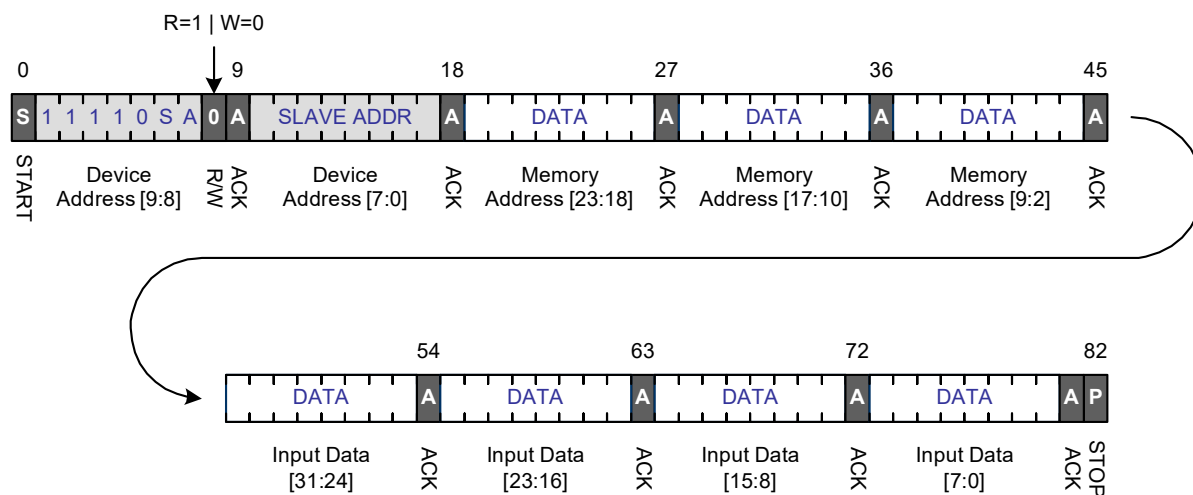 R=1 | W=0
0 9 18 27 36 45
S 1 1 1 1 0 S A 0 A SLAVE ADDR A DATA A DATA A DATA A
START
Device
Address [9:8]
R/W
ACK
Device
Address [7:0]
ACK
Memory
Address [23:18]
ACK
Memory
Address [17:10]
ACK
Memory
Address [9:2]
ACK
54 63 72 82
DATA A DATA A DATA A DATA A P
Input Data
[31:24]
ACK
Input Data
[23:16]
ACK
Input Data
[15:8]
ACK
Input Data
[7:0]
ACK
STOP